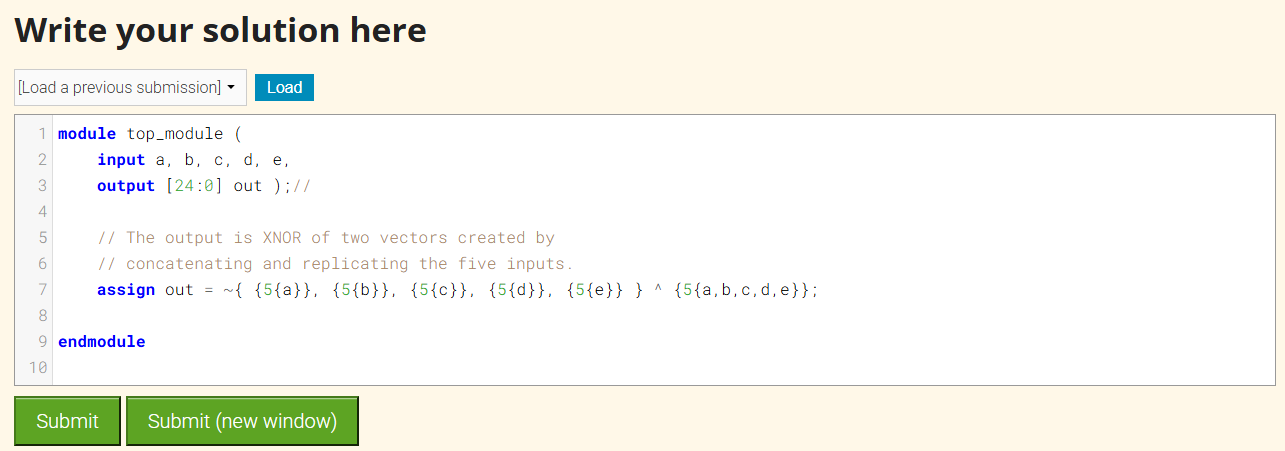 Write your solution here
[Load a previous submission] Load
1 module top_module (
2 input a, b, c, d, e,
3 output [24:0] out );//
4
5 // The output is XNOR of two vectors created by
6 // concatenating and replicating the five inputs.
7 assign out = ~{ {5{a}}, {5{b}}, {5{c}}, {5{d}}, {5{e}} } ^ {5{a,b,c,d,e}};
8
9 endmodule
10
Submit Submit (new window)